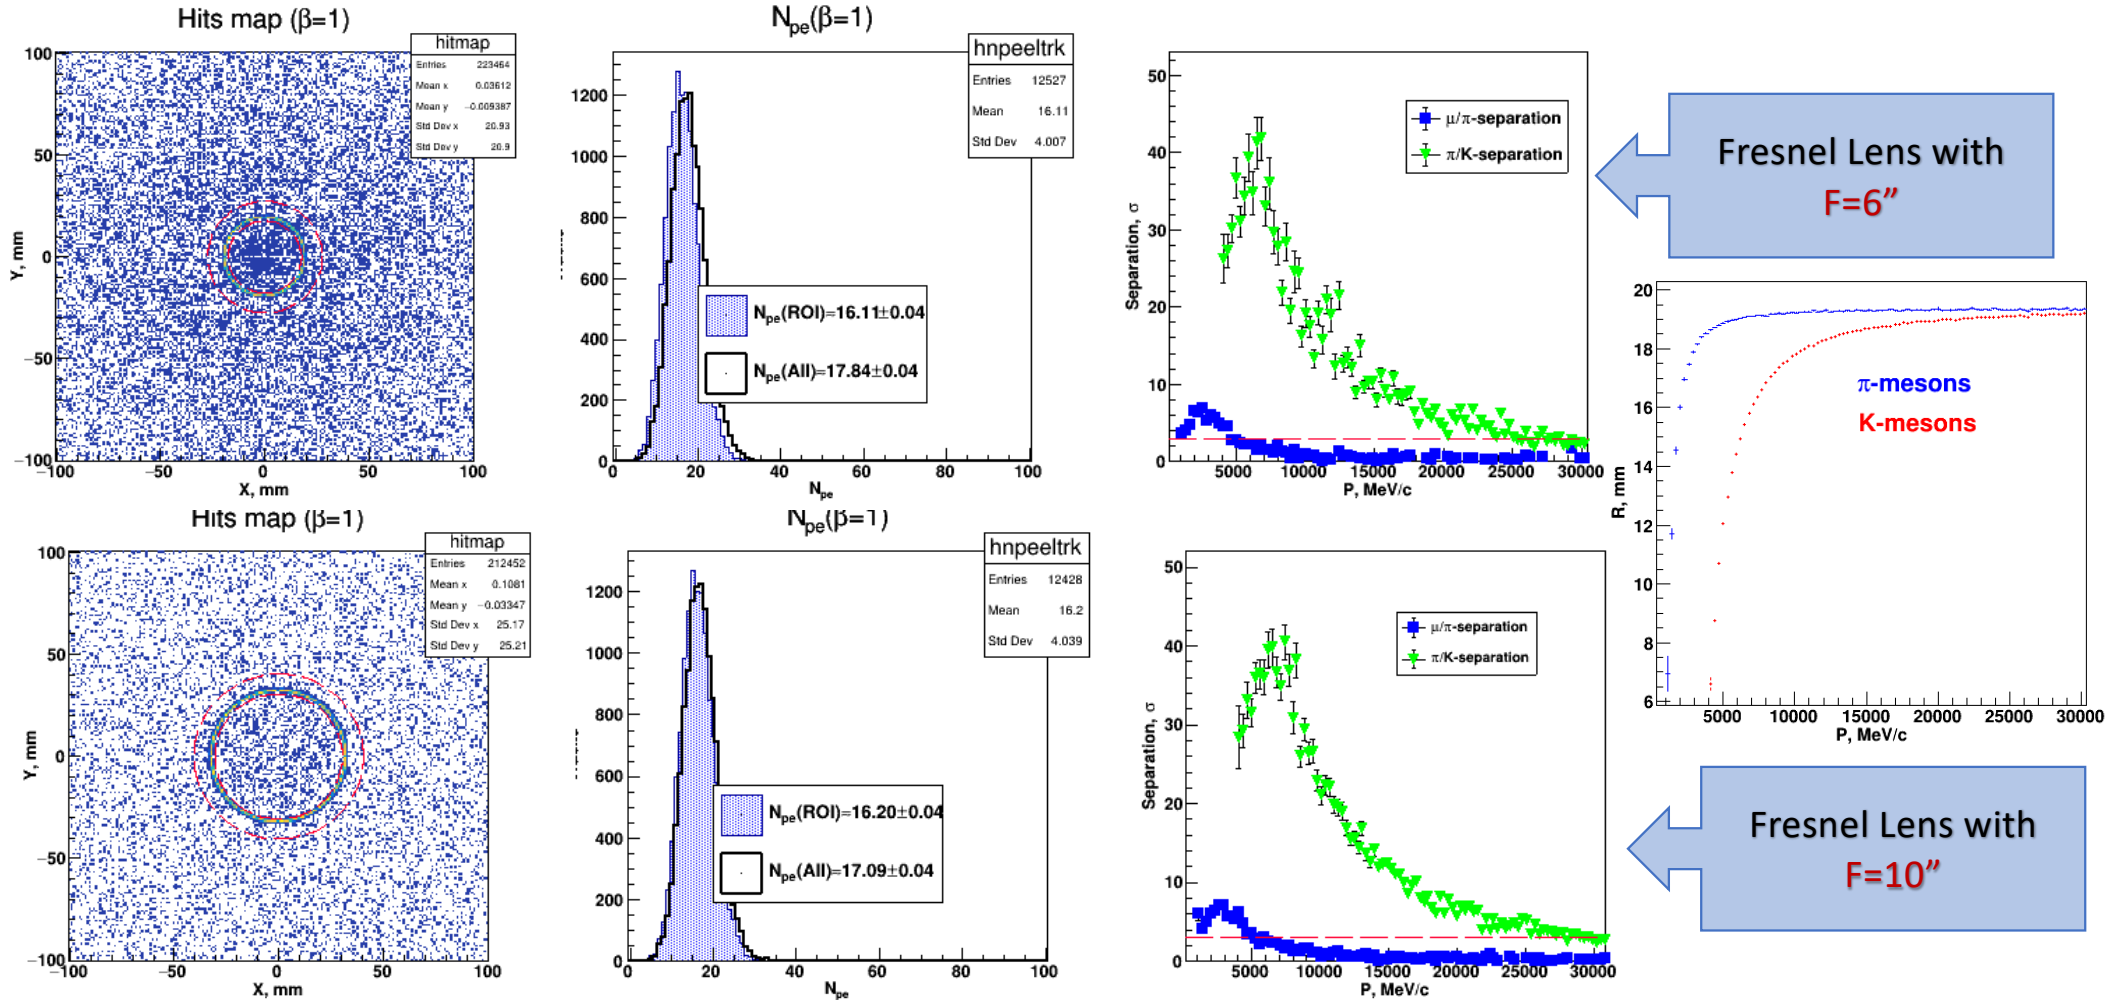 Hits map (β=1)
hitmap
Entries 223464
Mean x 0.03612
Mean y −0.009387
Std Dev x 20.93
Std Dev y 20.9
100
50
0
−50
−100
Y, mm
−100 −50 0 50 100
X, mm
Npe(β=1)
hnpeeltrk
Entries 12527
Mean 16.11
Std Dev 4.007
1200
1000
800
600
400
200
0
Npe(ROI)=16.11±0.04
Npe(All)=17.84±0.04
0 20 40 60 80 100
Npe
50
40
30
20
10
0
Separation, σ
μ/π-separation
π/K-separation
5000 10000 15000 20000 25000 30000
P, MeV/c
Fresnel Lens with
F=6”
20
18
16
14
12
10
8
6
R, mm
π-mesons
K-mesons
5000 10000 15000 20000 25000 30000
P, MeV/c
Hits map (β=1)
hitmap
Entries 212452
Mean x 0.1081
Mean y −0.03347
Std Dev x 25.17
Std Dev y 25.21
100
50
0
−50
−100
Y, mm
−100 −50 0 50 100
X, mm
Npe(β=1)
hnpeeltrk
Entries 12428
Mean 16.2
Std Dev 4.039
1200
1000
800
600
400
200
0
Npe(ROI)=16.20±0.04
Npe(All)=17.09±0.04
0 20 40 60 80 100
Npe
50
40
30
20
10
0
Separation, σ
μ/π-separation
π/K-separation
5000 10000 15000 20000 25000 30000
P, MeV/c
Fresnel Lens with
F=10”